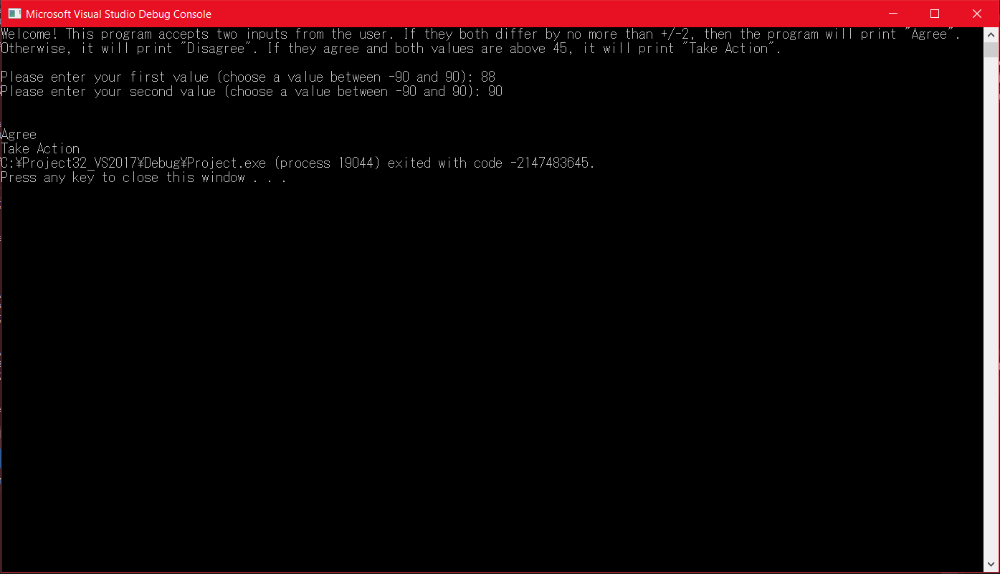 Microsoft Visual Studio Debug Console
Welcome! This program accepts two inputs from the user. If they both differ by no more than +/-2, then the program will print "Agree".
Otherwise, it will print "Disagree". If they agree and both values are above 45, it will print "Take Action".
Please enter your first value (choose a value between -90 and 90): 88
Please enter your second value (choose a value between -90 and 90): 90
Agree
Take Action
C:¥Project32_VS2017¥Debug¥Project.exe (process 19044) exited with code -2147483645.
Press any key to close this window . . .